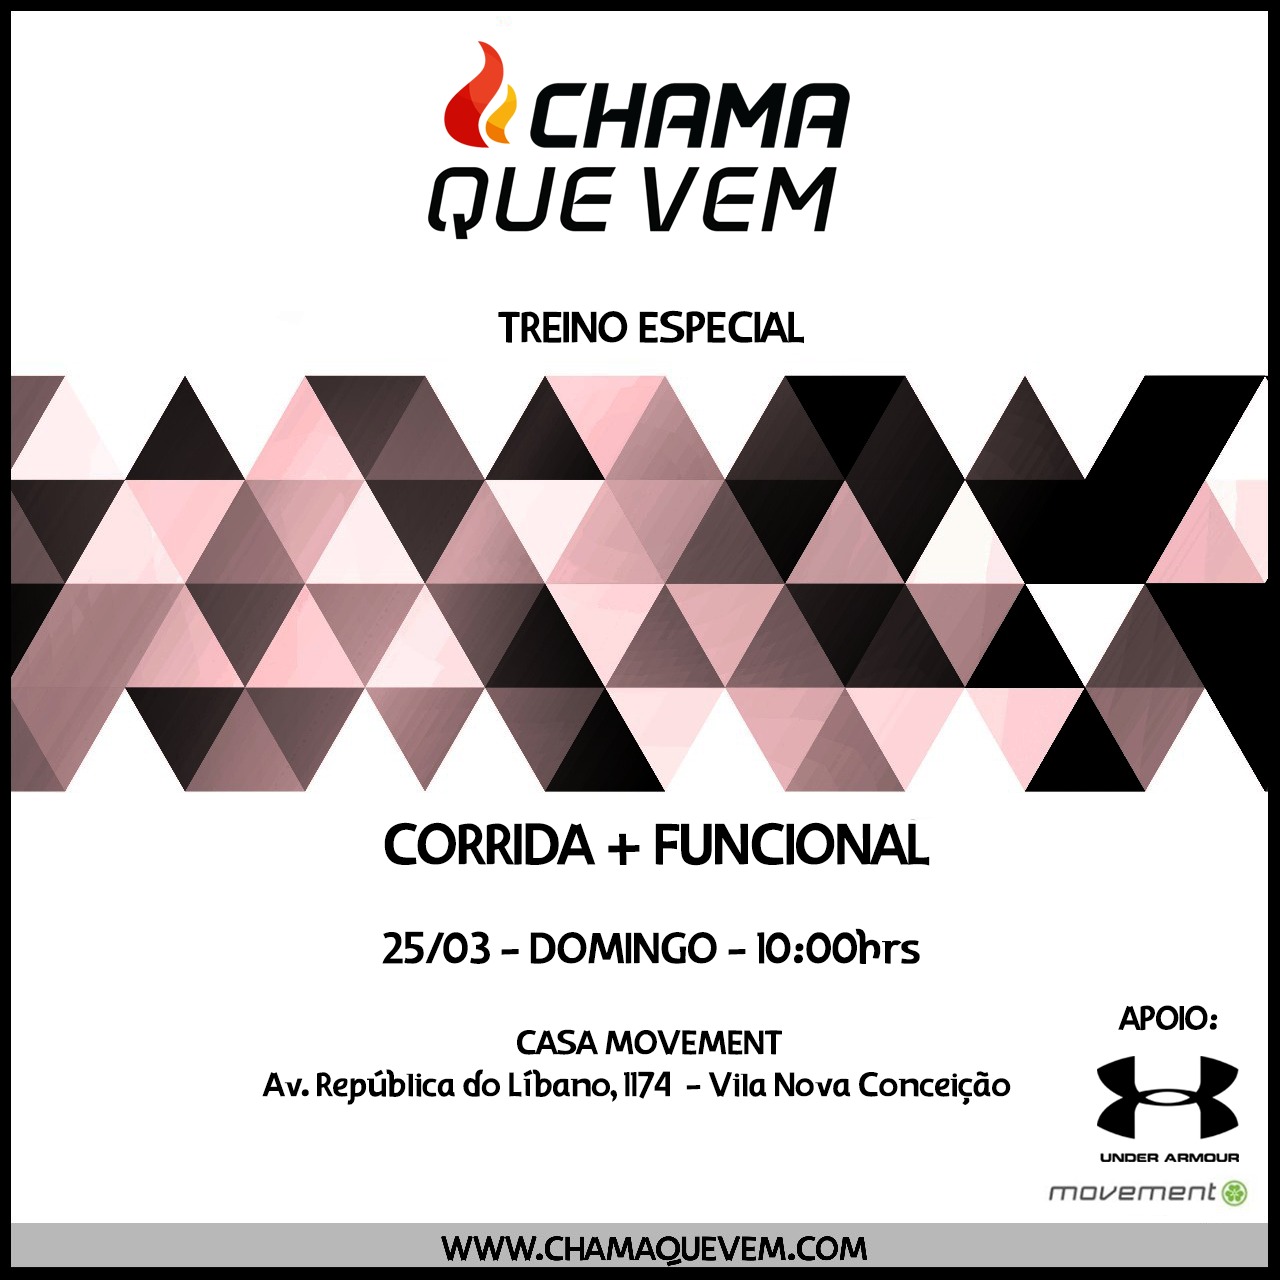 CHAMA
QUE VEM
TREINO ESPECIAL
CORRIDA + FUNCIONAL
25/03 - DOMINGO - 10:00hrs
CASA MOVEMENT
Av. República do Líbano, 1174 - Vila Nova Conceição
APOIO:
UNDER ARMOUR
movement
WWW.CHAMAQUEVEM.COM